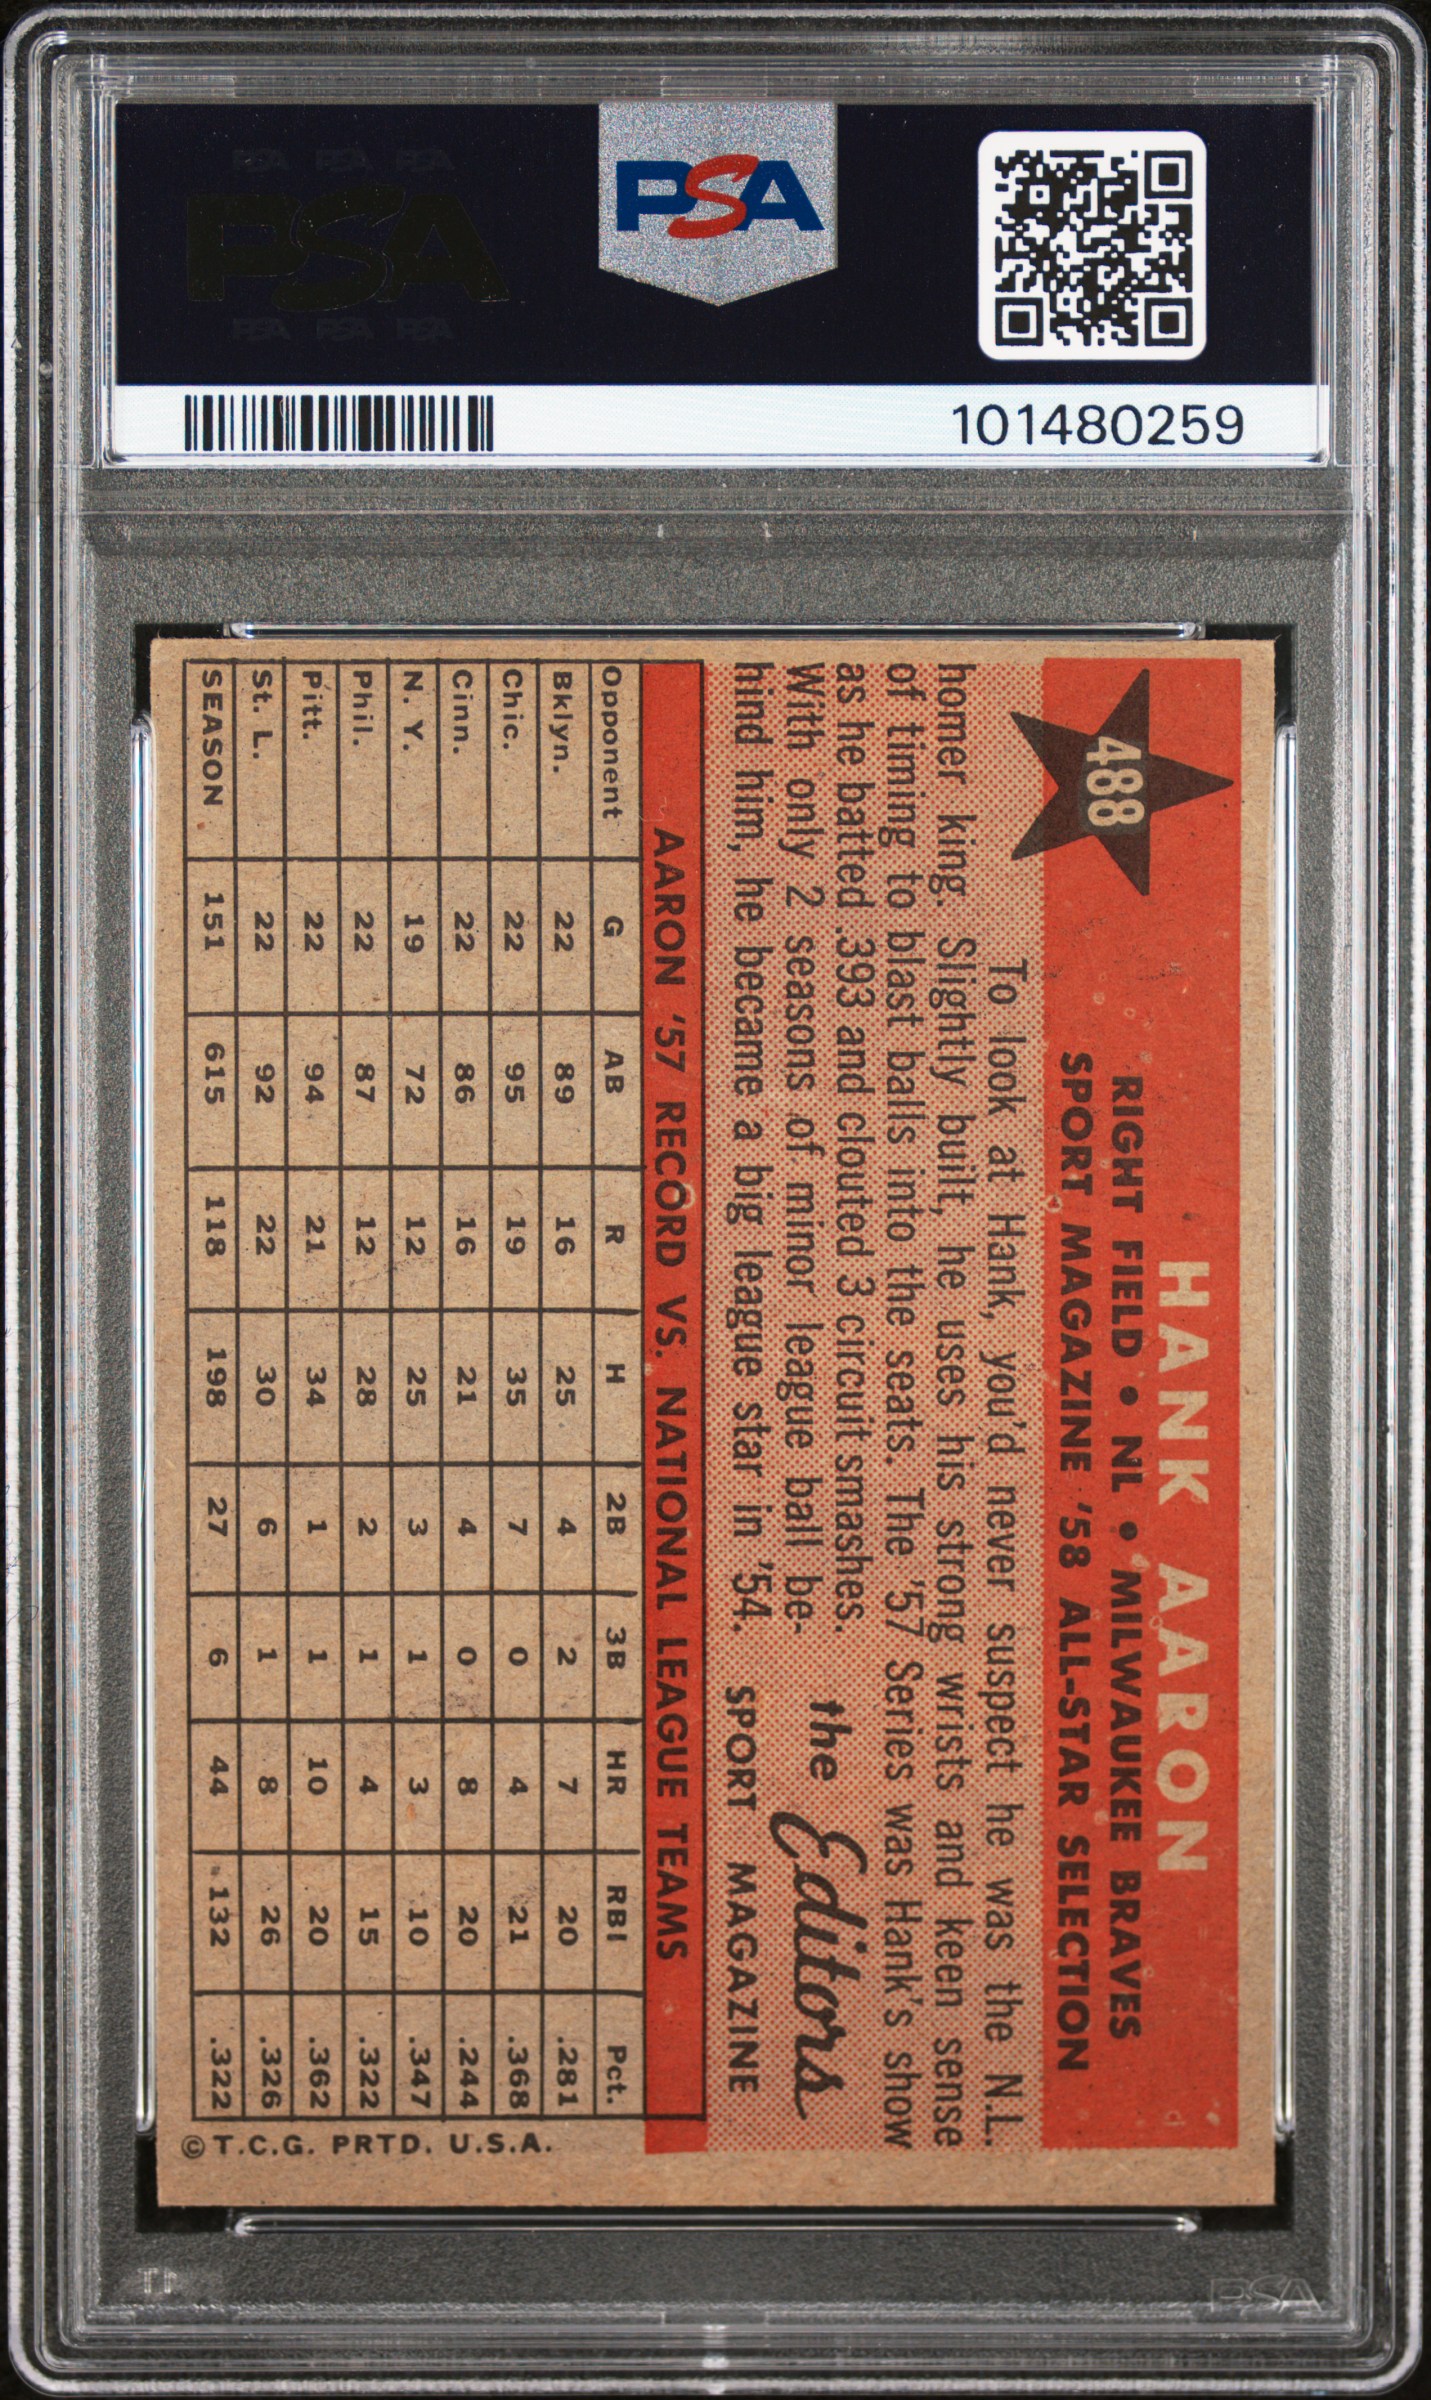 PSA PSA PSA
PSA
PSA PSA PSA
PSA
101480259
488
HANK AARON
RIGHT FIELD • NL • MILWAUKEE BRAVES
SPORT MAGAZINE '58 ALL-STAR SELECTION
To look at Hank, you'd never suspect he was the N.L.
home king. Slightly built, he uses his strong wrists and keen sense
of timing to blast balls into the seats. The '57 Series was Hank's show
as he batted .393 and clouted 3 circuit smashes.
With only 2 seasons of minor league ball be-
hind him, he became a big league star in '54.
the Editors
SPORT MAGAZINE
AARON '57 RECORD VS. NATIONAL LEAGUE TEAMS
Opponent G AB R H 2B 3B HR RBI Pct.
Bklyn. 22 89 16 25 4 2 7 20 .281
Chic. 22 95 19 35 7 0 4 21 .368
Cinn. 22 86 16 21 4 0 8 20 .244
N. Y. 19 72 12 25 3 1 3 10 .347
Phil. 22 87 12 28 2 1 4 15 .322
Pitt. 22 94 21 34 1 1 10 20 .362
St. L. 22 92 22 30 6 1 8 26 .326
SEASON 151 615 118 198 27 6 44 132 .322
© T.C.G. PRTD. U.S.A.
PSA